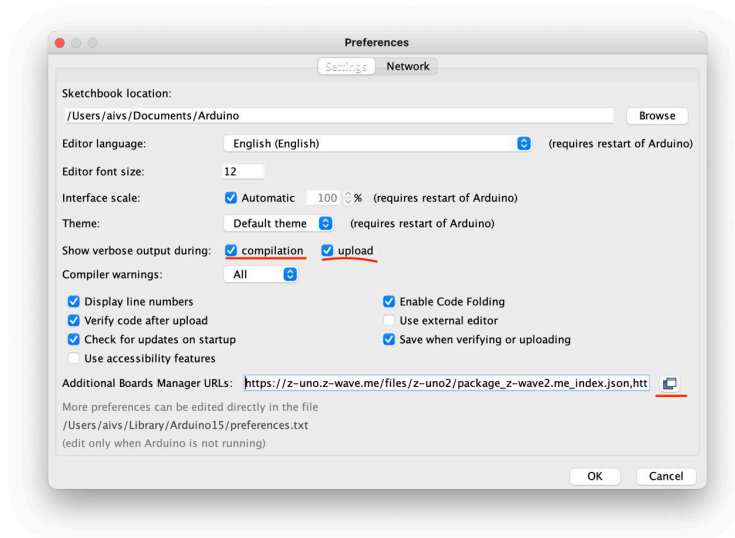 Preferences
Settings Network
Sketchbook location:
/Users/aivs/Documents/Arduino Browse
Editor language: English (English) (requires restart of Arduino)
Editor font size: 12
Interface scale: Automatic 100 % (requires restart of Arduino)
Theme: Default theme (requires restart of Arduino)
Show verbose output during: compilation upload
Compiler warnings: All
Display line numbers Enable Code Folding
Verify code after upload Use external editor
Check for updates on startup Save when verifying or uploading
Use accessibility features
Additional Boards Manager URLs: https://z-uno.z-wave.me/files/z-uno2/package_z-wave2.me_index.json,htt
More preferences can be edited directly in the file
/Users/aivs/Library/Arduino15/preferences.txt
(edit only when Arduino is not running)
OK Cancel